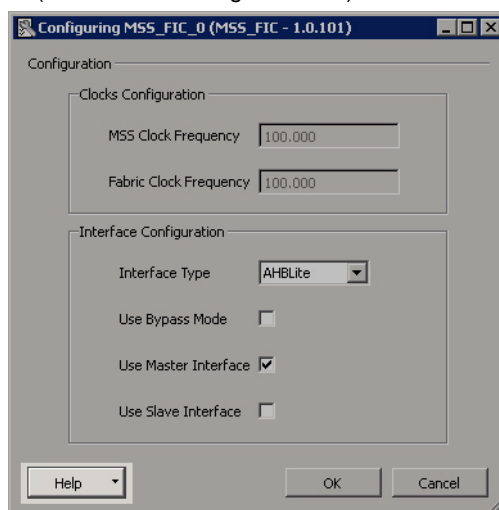 Configuring MSS_FIC_0 (MSS_FIC - 1.0.101)
Configuration
Clocks Configuration
MSS Clock Frequency 100.000
Fabric Clock Frequency 100.000
Interface Configuration
Interface Type AHBLite
Use Bypass Mode
Use Master Interface
Use Slave Interface
Help OK Cancel